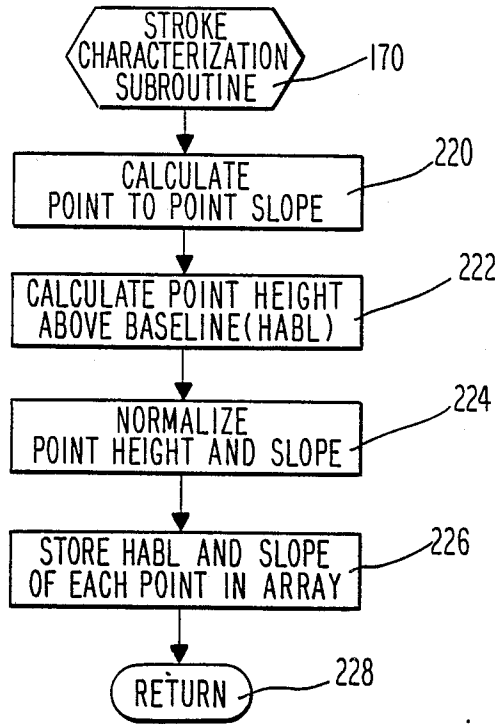 STROKE
CHARACTERIZATION
SUBROUTINE
170
CALCULATE
POINT TO POINT SLOPE
220
CALCULATE POINT HEIGHT
ABOVE BASELINE(HABL)
222
NORMALIZE
POINT HEIGHT AND SLOPE
224
STORE HABL AND SLOPE
OF EACH POINT IN ARRAY
226
RETURN
228